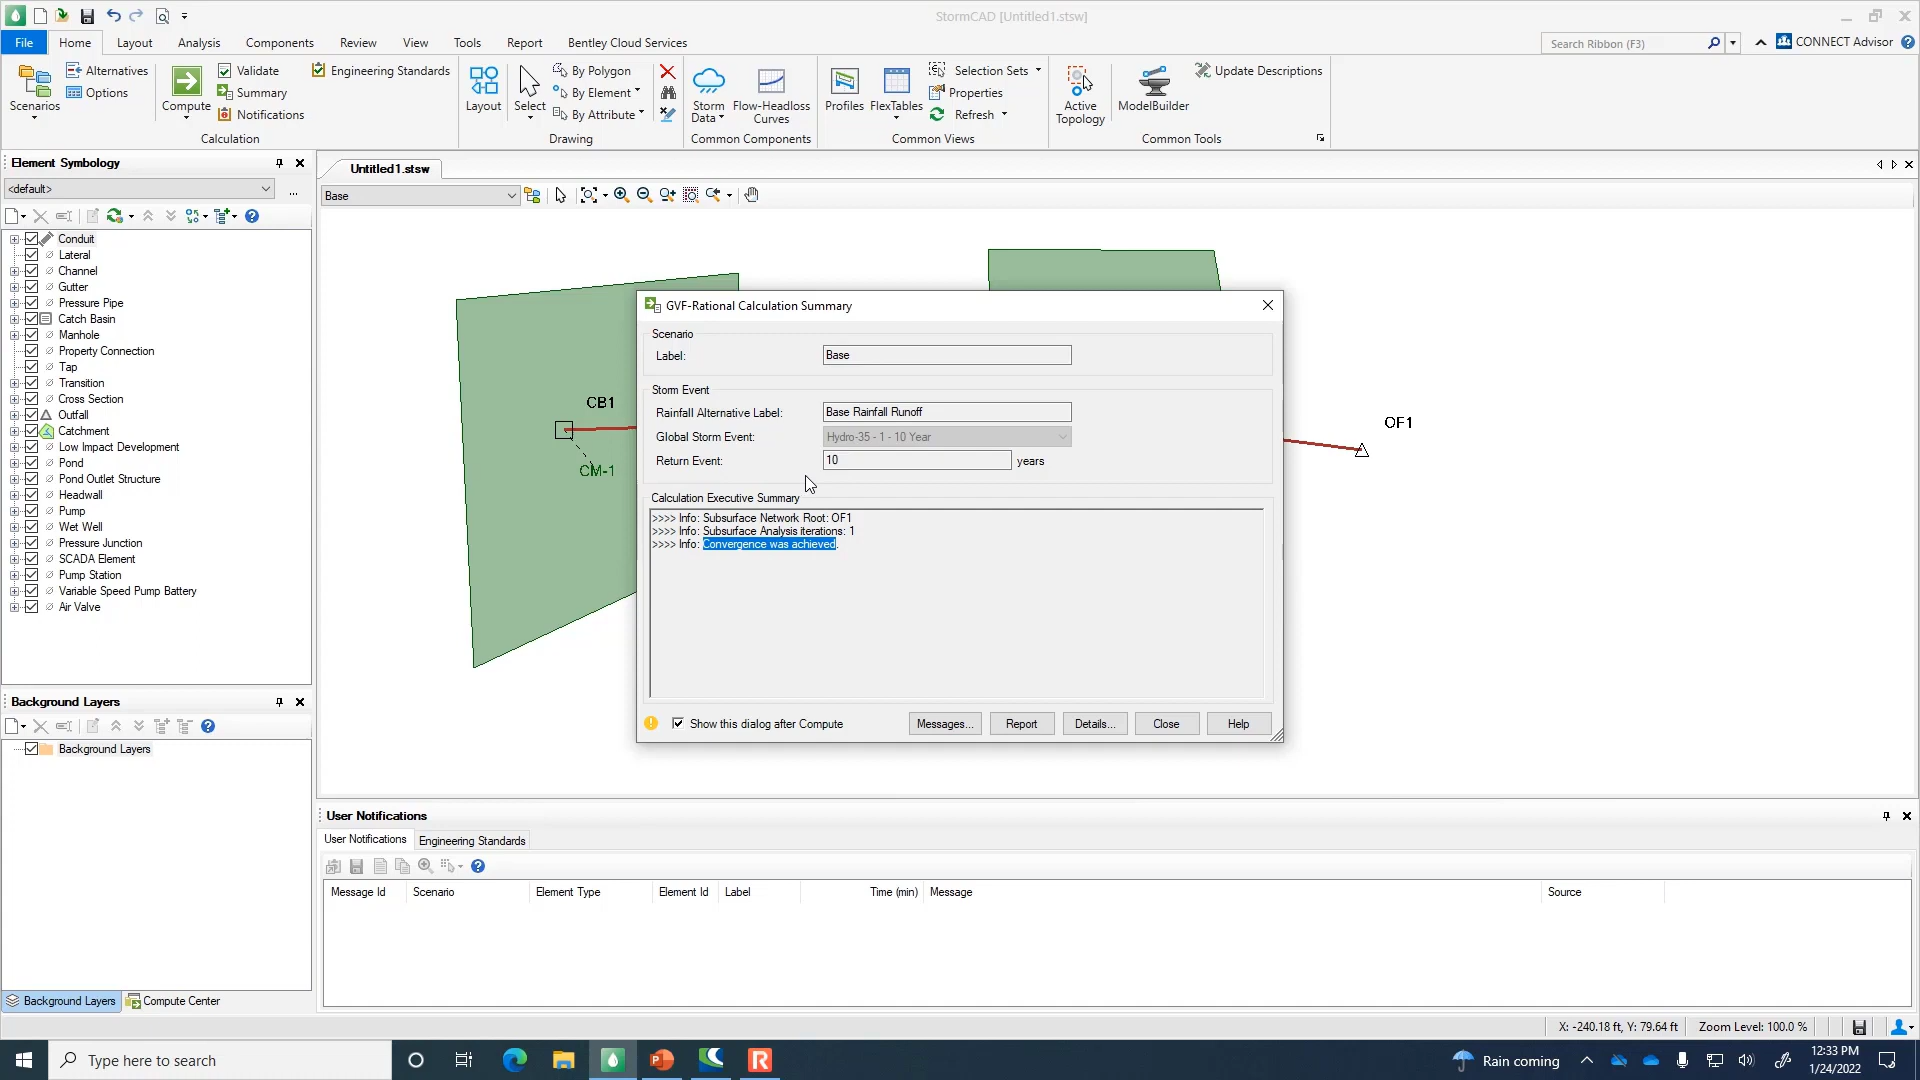 StormCAD [Untitled1.stsw]
File Home Layout Analysis Components Review View Tools Report Bentley Cloud Services Search Ribbon (F3) CONNECT Advisor
Scenarios
Alternatives
Options
Compute
Validate
Summary
Notifications
Engineering Standards
Calculation
Layout
Select
By Polygon
By Element
By Attribute
Drawing
Storm
Data
Flow-Headloss
Curves
Common Components
Profiles
FlexTables
Selection Sets
Properties
Refresh
Common Views
Active
Topology
ModelBuilder
Update Descriptions
Common Tools
Element Symbology
<default>
...
Conduit
Lateral
Channel
Gutter
Pressure Pipe
Catch Basin
Manhole
Property Connection
Tap
Transition
Cross Section
Outfall
Catchment
Low Impact Development
Pond
Pond Outlet Structure
Headwall
Pump
Wet Well
Pressure Junction
SCADA Element
Pump Station
Variable Speed Pump Battery
Air Valve
Background Layers
Background Layers
Background Layers Compute Center
Untitled1.stsw
Base
CB1
CM-1
OF1
GVF-Rational Calculation Summary
Scenario
Label: Base
Storm Event
Rainfall Alternative Label: Base Rainfall Runoff
Global Storm Event: Hydro-35 - 1 - 10 Year
Return Event: 10 years
Calculation Executive Summary
>>>> Info: Subsurface Network Root: OF1
>>>> Info: Subsurface Analysis iterations: 1
>>>> Info: Convergence was achieved.
Show this dialog after Compute Messages... Report Details... Close Help
User Notifications
User Notifications Engineering Standards
Message Id Scenario Element Type Element Id Label Time (min) Message Source
X: -240.18 ft, Y: 79.64 ft Zoom Level: 100.0 %
Type here to search
Rain coming
12:33 PM
1/24/2022